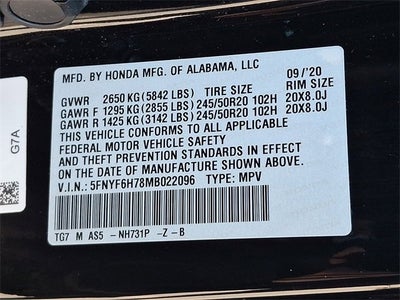 MFD. BY HONDA MFG. OF ALABAMA, LLC
09/'20
GVWR 2650 KG (5842 LBS) TIRE SIZE RIM SIZE
GAWR F 1295 KG (2855 LBS) 245/50R20 102H 20X8.0J
GAWR R 1425 KG (3142 LBS) 245/50R20 102H 20X8.0J
THIS VEHICLE CONFORMS TO ALL APPLICABLE
FEDERAL MOTOR VEHICLE SAFETY
AND THEFT PREVENTION STANDARDS IN EFFECT
ON THE DATE OF MANUFACTURE SHOWN ABOVE.
V.I.N.: 5FNYF6H78MB022096 TYPE: MPV
TG7 M AS5 -NH731P -Z-B
G7A